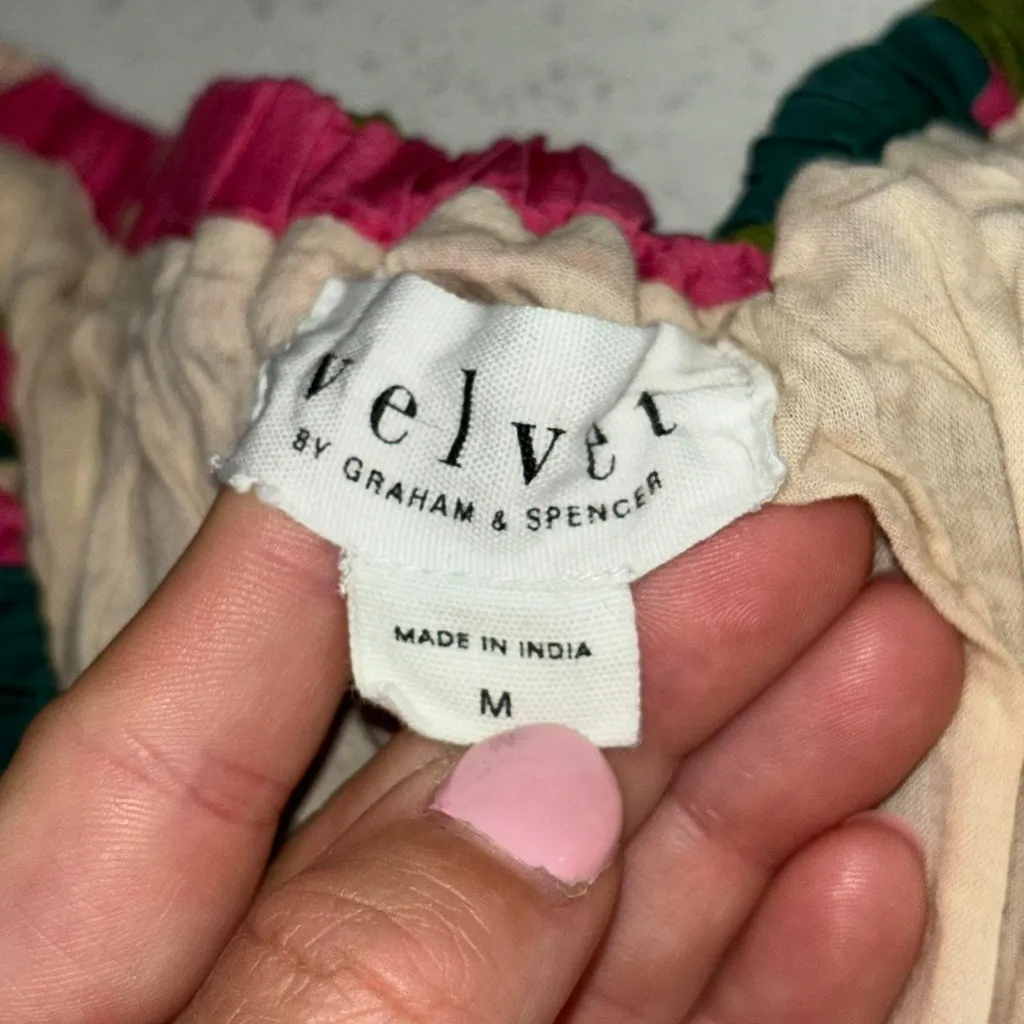 velvet
BY GRAHAM & SPENCER
MADE IN INDIA
M